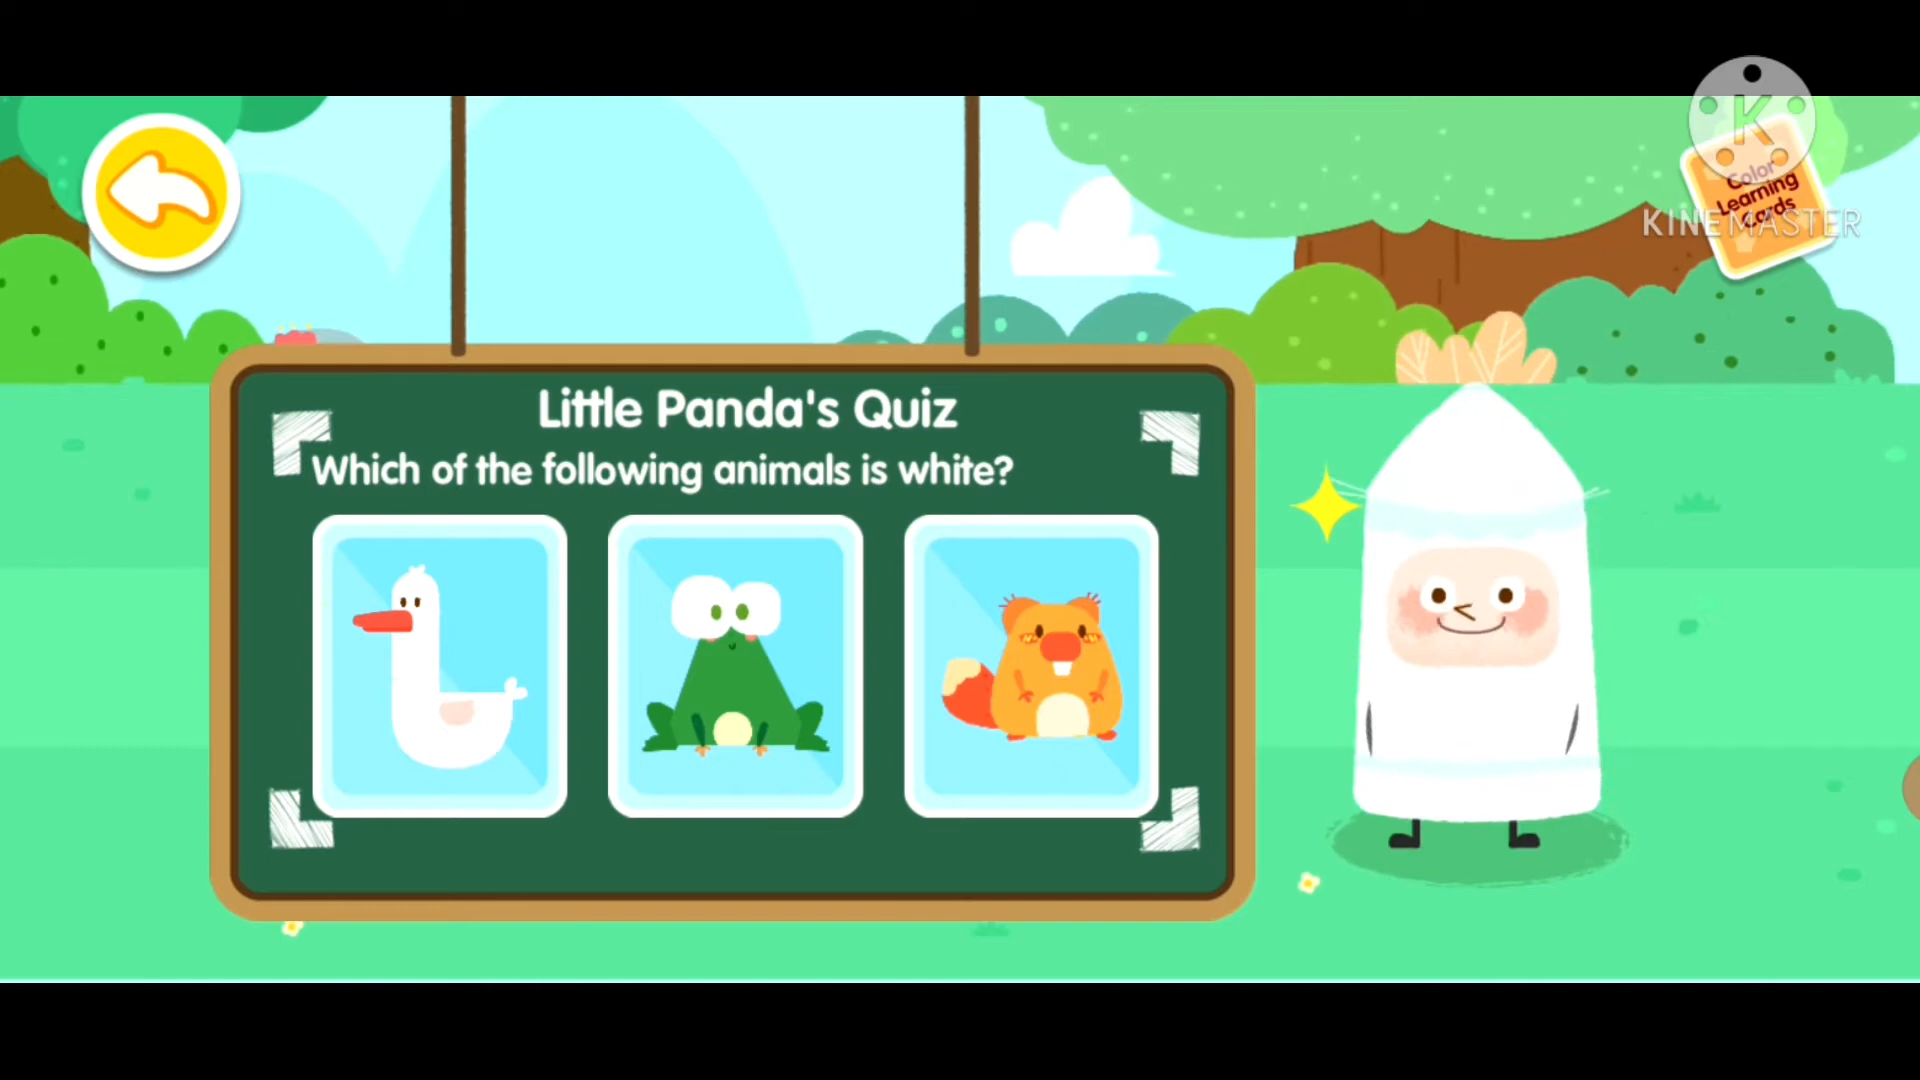 K
Color
Learning
Cards
KINEMASTER
Little Panda's Quiz
Which of the following animals is white?